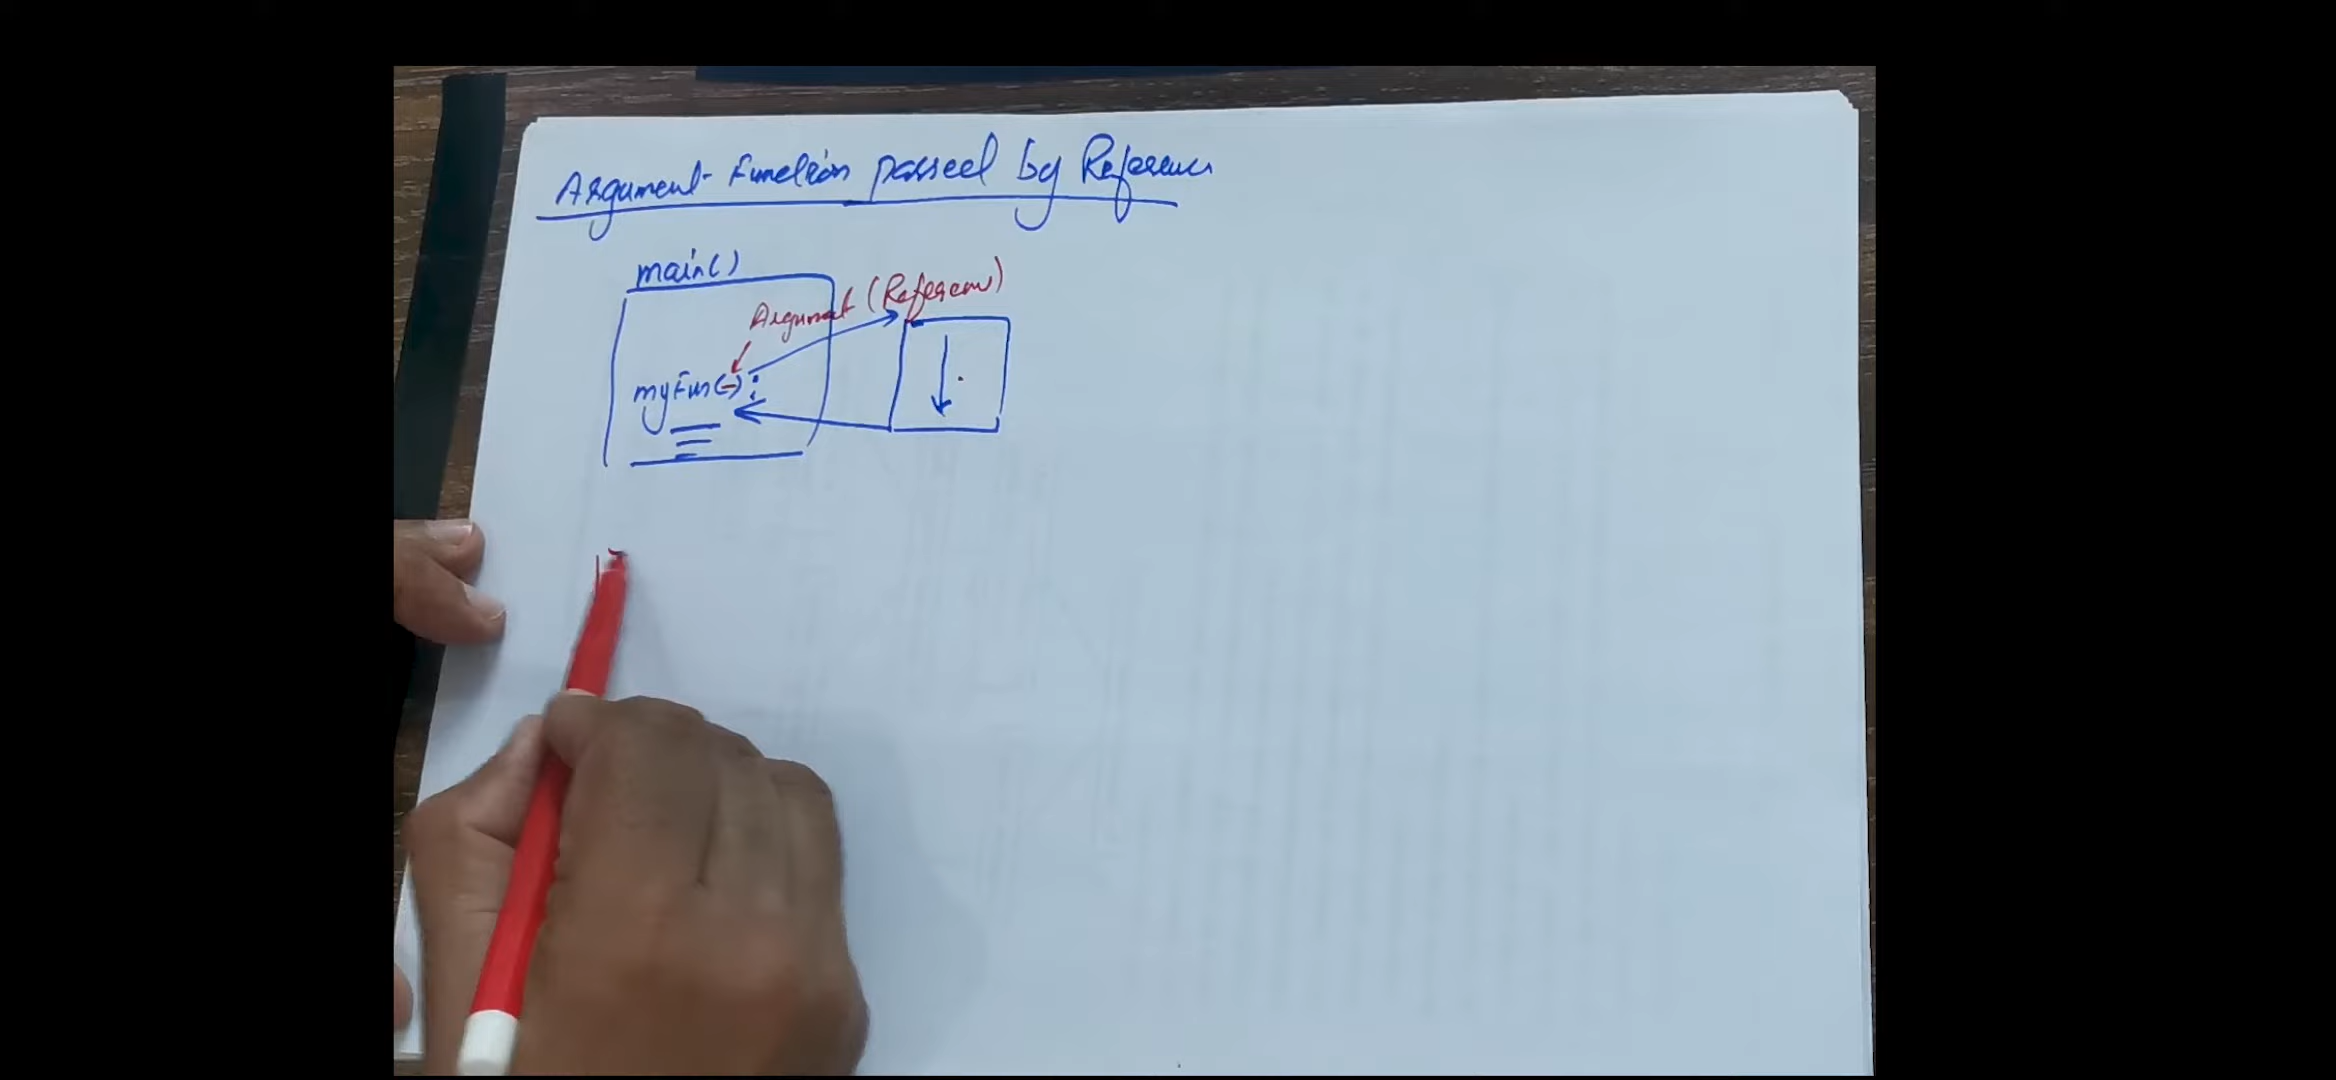 Argument Function passed by Reference
main()
Argument (Reference)
myFun(-);